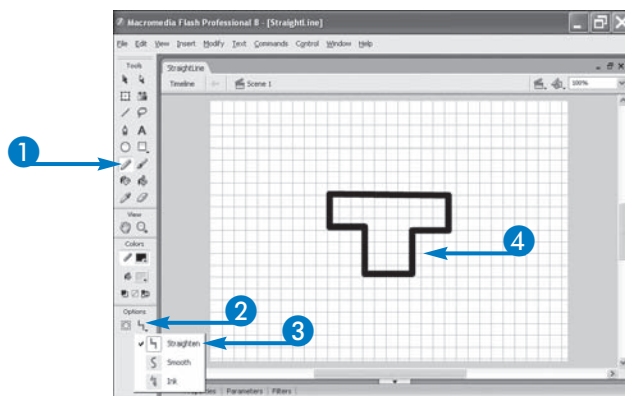 Macromedia Flash Professional 8 - [StraightLine]
File Edit View Insert Modify Text Commands Control Window Help
Tools
StraightLine
Timeline
Scene 1
100%
A
1
View
Colors
4
Options
2
3
Straighten
Smooth
Ink
Parameters
Filters